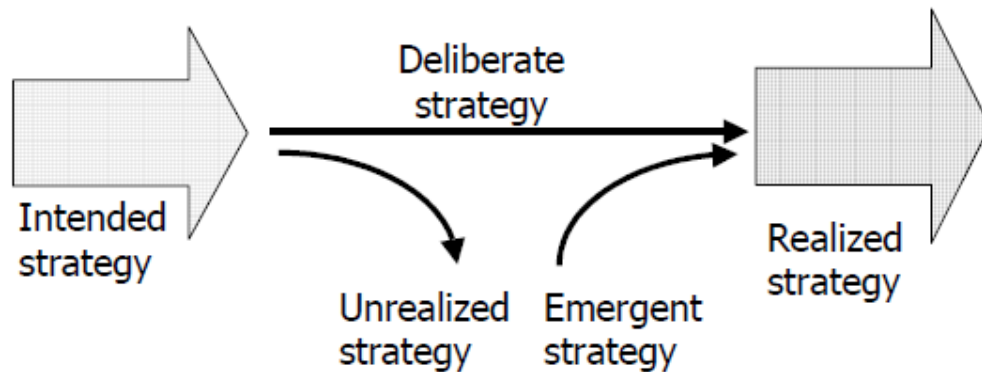 Deliberate
strategy
Intended
strategy
Realized
strategy
Unrealized
strategy
Emergent
strategy